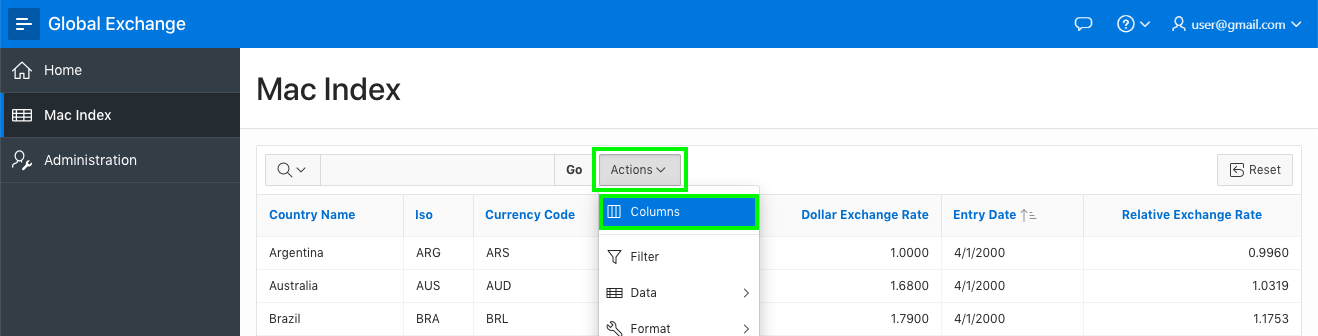 Global Exchange
user@gmail.com
Home
Mac Index
Administration
Mac Index
Go
Actions
Reset
Columns
Filter
Data
Format
Country Name Iso Currency Code Dollar Exchange Rate Entry Date Relative Exchange Rate
Argentina ARG ARS 1.0000 4/1/2000 0.9960
Australia AUS AUD 1.6800 4/1/2000 1.0319
Brazil BRA BRL 1.7900 4/1/2000 1.1753